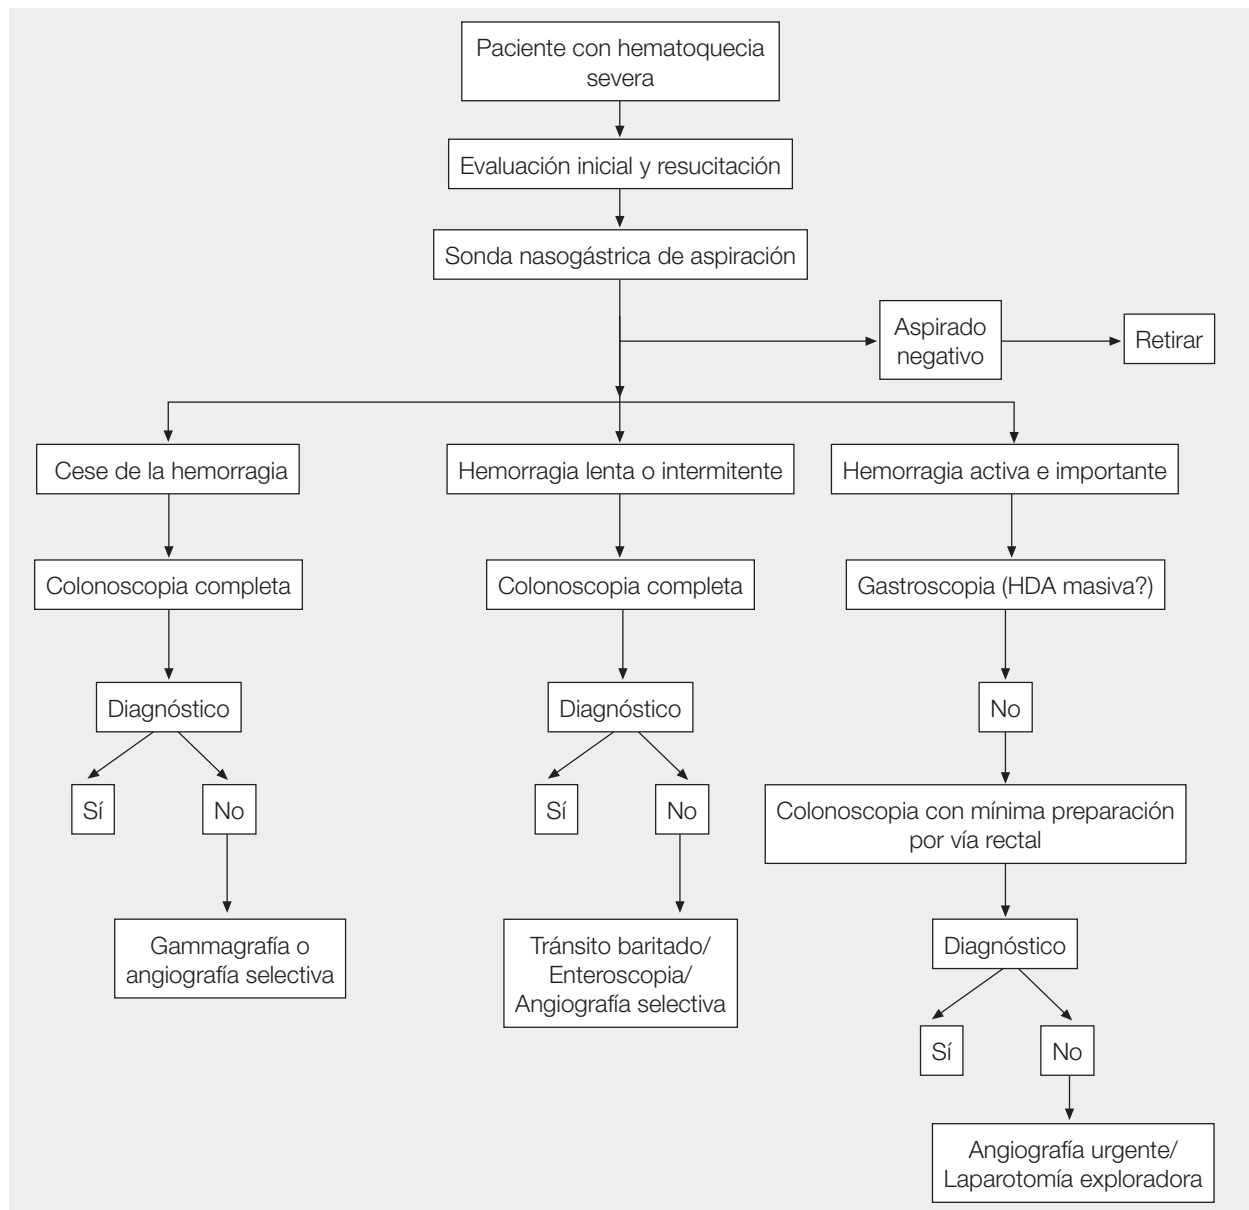 Paciente con hematoquecia
severa
Evaluación inicial y resucitación
Sonda nasogástrica de aspiración
Aspirado
negativo
Retirar
Cese de la hemorragia
Hemorragia lenta o intermitente
Hemorragia activa e importante
Colonoscopia completa
Colonoscopia completa
Gastroscopia (HDA masiva?)
Diagnóstico
Diagnóstico
No
Sí
No
Sí
No
Colonoscopia con mínima preparación
por vía rectal
Gammagrafía o
angiografía selectiva
Tránsito baritado/
Enteroscopia/
Angiografía selectiva
Diagnóstico
Sí
No
Angiografía urgente/
Laparotomía exploradora